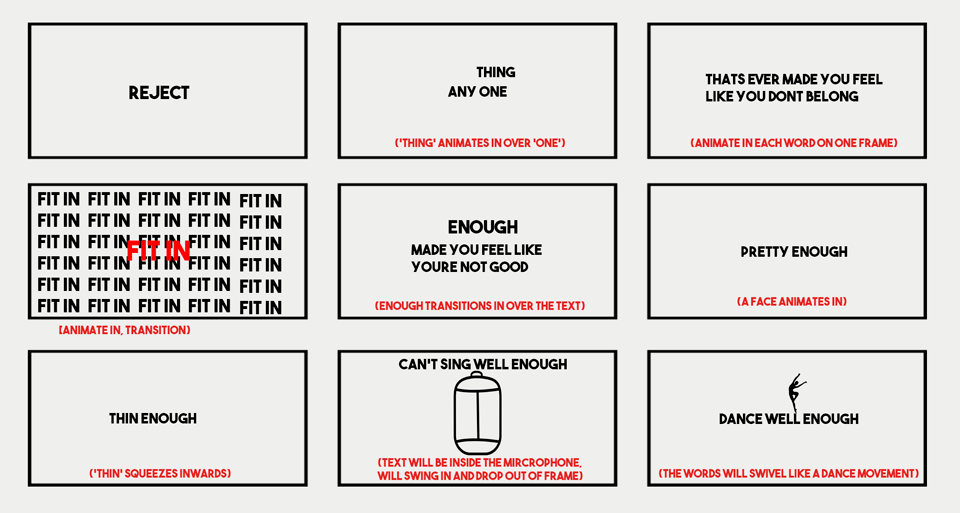 REJECT
THING
ANY ONE
('THING' ANIMATES IN OVER 'ONE')
THATS EVER MADE YOU FEEL
LIKE YOU DONT BELONG
(ANIMATE IN EACH WORD ON ONE FRAME)
FIT IN FIT IN FIT IN FIT IN FIT IN
FIT IN FIT IN FIT IN FIT IN FIT IN
FIT IN FIT IN FIT IN FIT IN FIT IN
FIT IN
FIT IN FIT IN FIT IN FIT IN FIT IN
FIT IN FIT IN FIT IN FIT IN FIT IN
FIT IN FIT IN FIT IN FIT IN FIT IN
(ANIMATE IN, TRANSITION)
ENOUGH
MADE YOU FEEL LIKE
YOURE NOT GOOD
(ENOUGH TRANSITIONS IN OVER THE TEXT)
PRETTY ENOUGH
(A FACE ANIMATES IN)
THIN ENOUGH
('THIN' SQUEEZES INWARDS)
CAN'T SING WELL ENOUGH
(TEXT WILL BE INSIDE THE MIRCROPHONE,
WILL SWING IN AND DROP OUT OF FRAME)
DANCE WELL ENOUGH
(THE WORDS WILL SWIVEL LIKE A DANCE MOVEMENT)